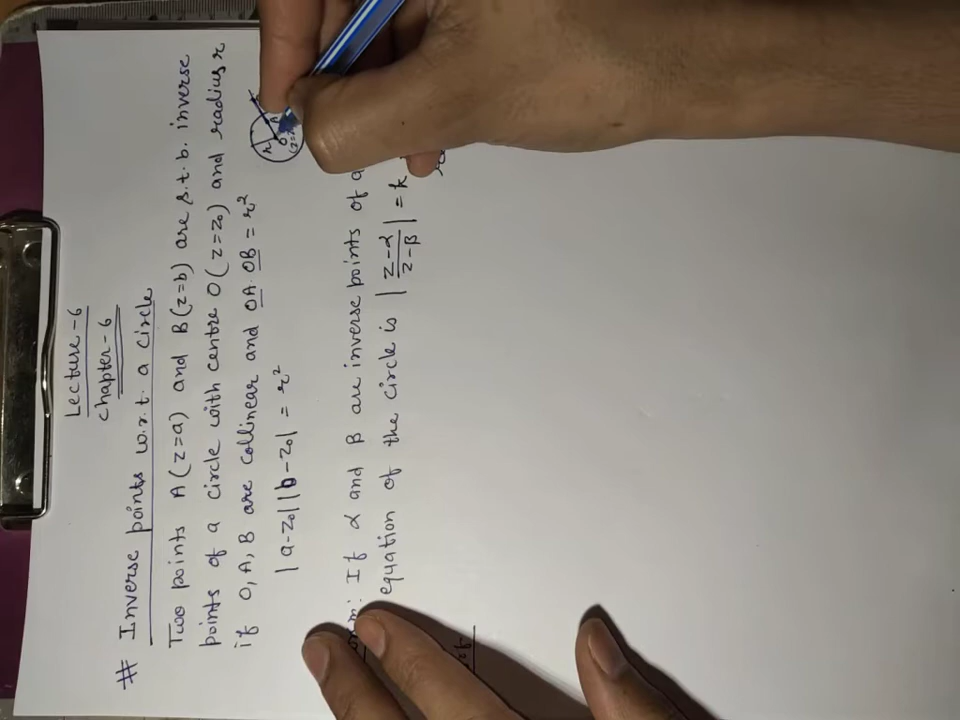 Lecture-6
chapter-6
# Inverse points w.r.t. a circle
Two points A(z=a) and B(z=b) are s.t.b. inverse
points of a circle with centre O(z=z₀) and radius r
if O, A, B are collinear and OA. OB = r²
|a-z₀||b-z₀| = r²
r A
O
: If α and β are inverse points of a
equation of the circle is |z-α/z-β| = k